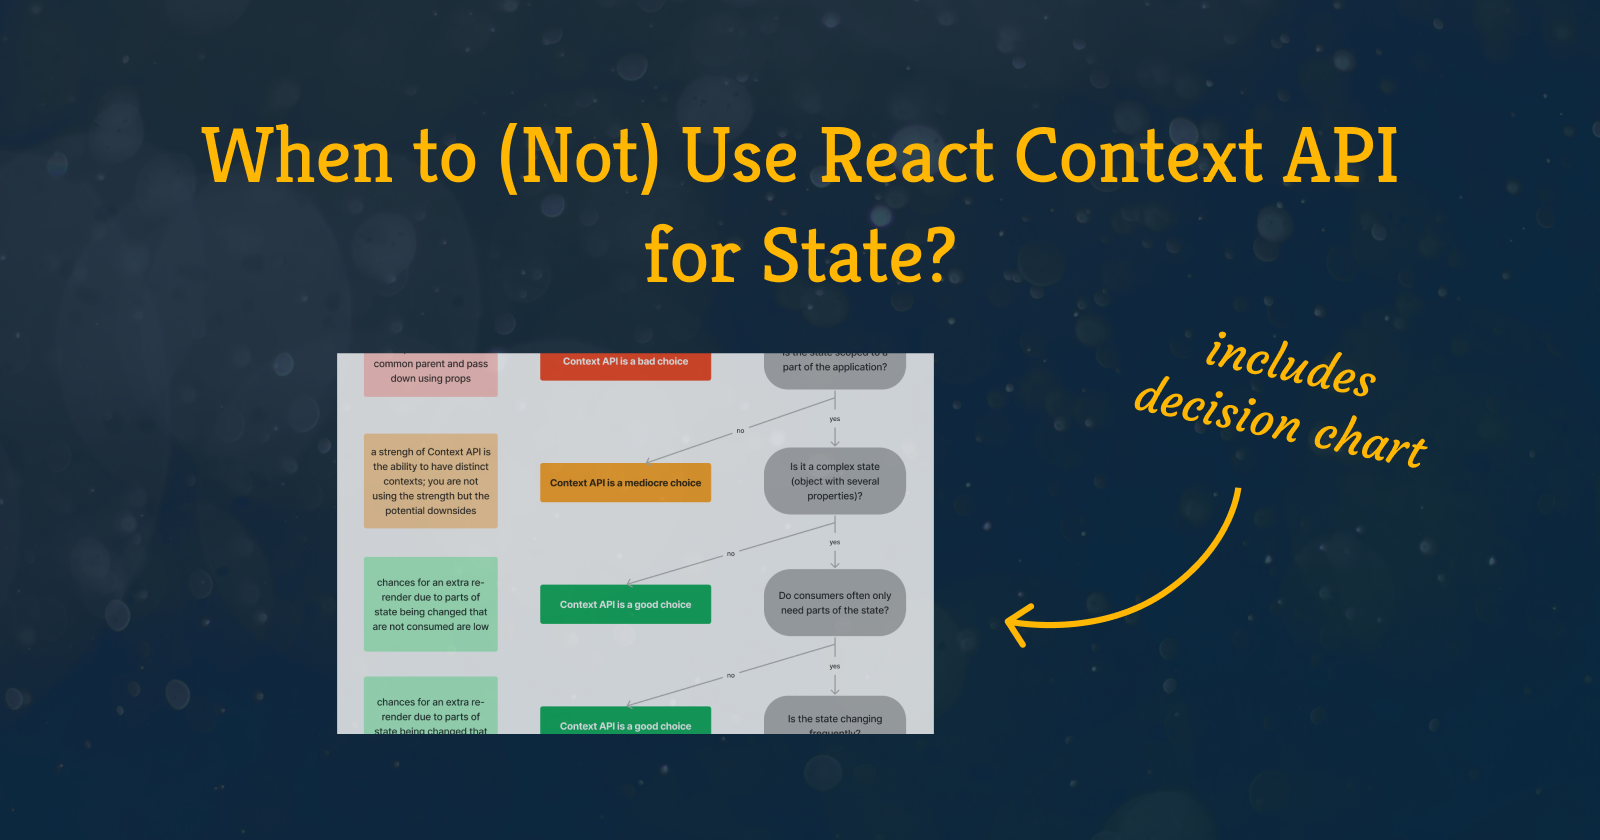 When to (Not) Use React Context API
for State?
includes
decision chart
common parent and pass
down using props
Context API is a bad choice
Is the state scoped to a
part of the application?
no
yes
a strengh of Context API is
the ability to have distinct
contexts; you are not
using the strength but the
potential downsides
Context API is a mediocre choice
Is it a complex state
(object with several
properties)?
no
yes
chances for an extra re-
render due to parts of
state being changed that
are not consumed are low
Context API is a good choice
Do consumers often only
need parts of the state?
no
yes
chances for an extra re-
render due to parts of
state being changed that
Context API is a good choice
Is the state changing
frequently?